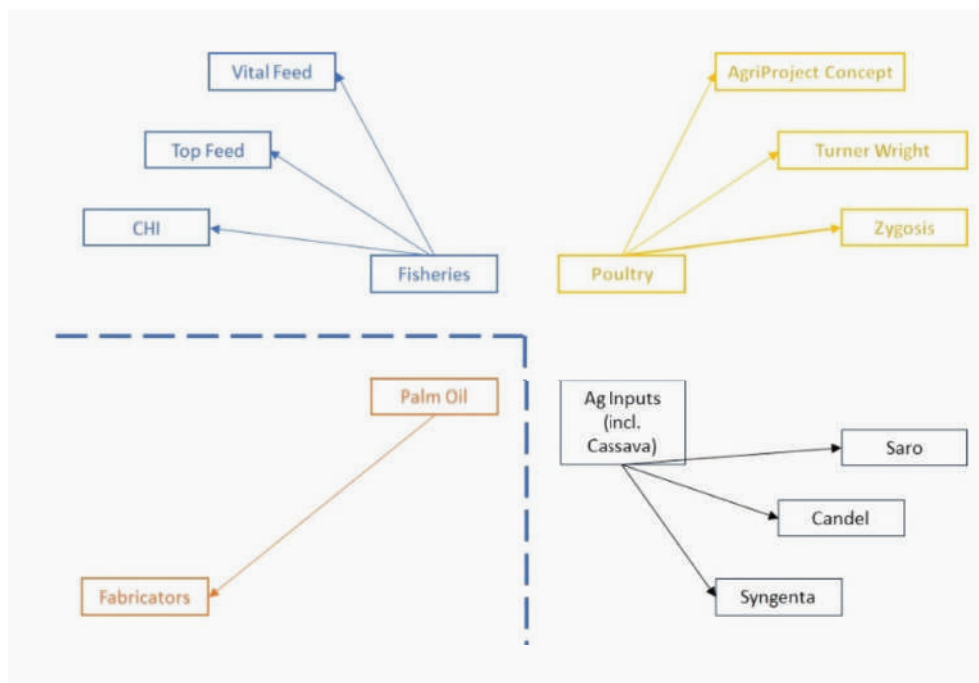 Vital Feed
AgriProject Concept
Top Feed
Turner Wright
CHI
Zygosis
Fisheries
Poultry
Palm Oil
Ag Inputs
(incl.
Cassava)
Saro
Candel
Fabricators
Syngenta